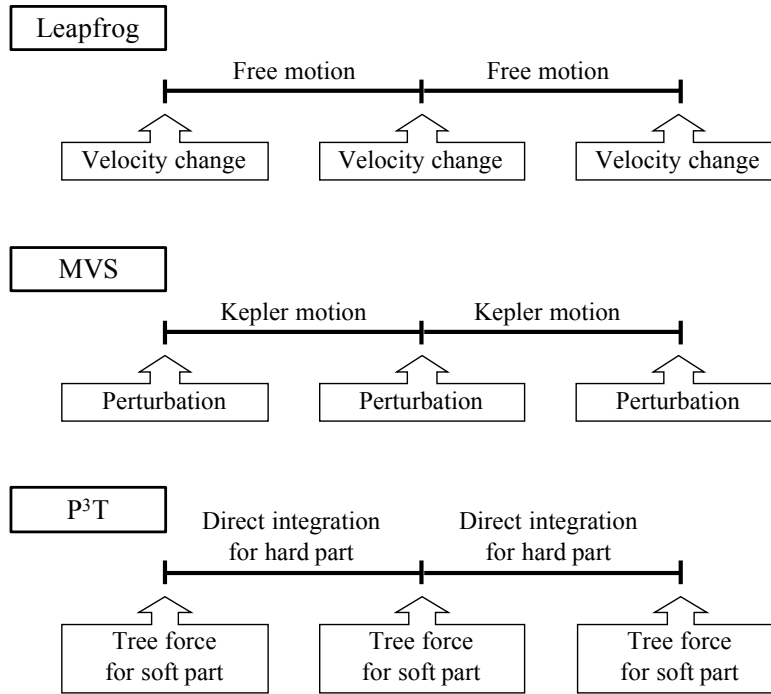 Leapfrog
Free motion Free motion
Velocity change Velocity change Velocity change
MVS
Kepler motion Kepler motion
Perturbation Perturbation Perturbation
P³T
Direct integration Direct integration
for hard part for hard part
Tree force Tree force Tree force
for soft part for soft part for soft part